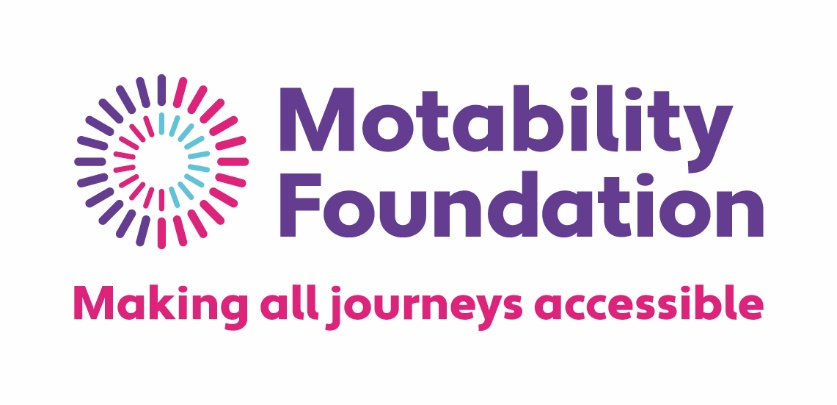 Motability
Foundation
Making all journeys accessible